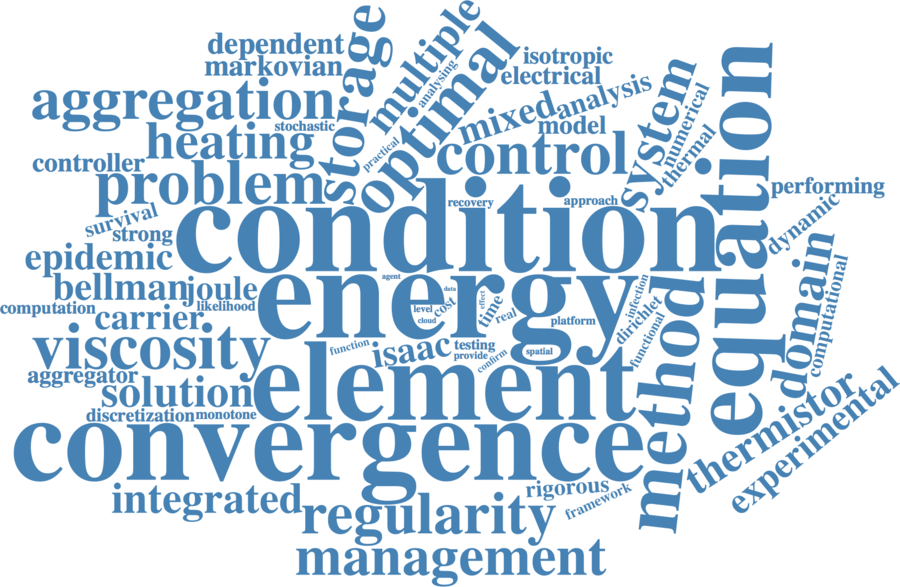 dependent
markovian
aggregation
stochastic
heating
controller
problem
storage
multiple
analysing
optimal
practical
isotropic
electrical
mixed
analysis
model
control
system
numerical
thermal
equation
performing
dynamic
survival
strong
epidemic
condition
recovery
approach
bellman
joule
computation
likelihood
carrier
energy
agent
data
level
cloud
cost
effect
time
real
platform
infection
dirichlet
functional
method
domain
computational
viscosity
function
isaac
testing
provide
confirm
spatial
aggregator
solution
element
discretization
monotone
convergence
thermistor
experimental
integrated
regularity
rigorous
framework
management